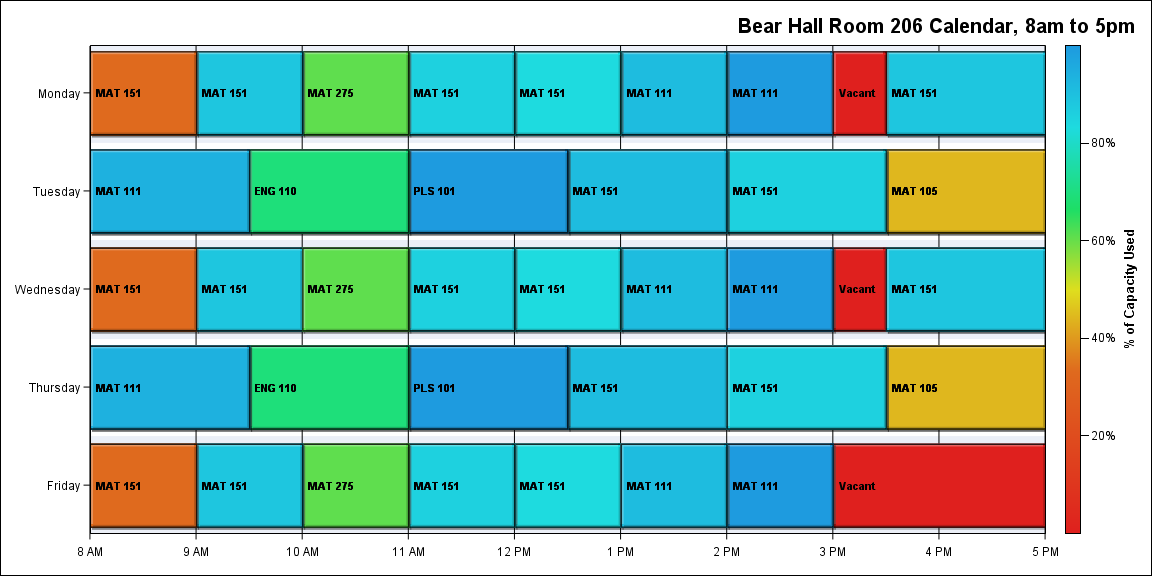 Bear Hall Room 206 Calendar, 8am to 5pm
Monday
MAT 151
MAT 151
MAT 275
MAT 151
MAT 151
MAT 111
MAT 111
Vacant
MAT 151
Tuesday
MAT 111
ENG 110
PLS 101
MAT 151
MAT 151
MAT 105
Wednesday
MAT 151
MAT 151
MAT 275
MAT 151
MAT 151
MAT 111
MAT 111
Vacant
MAT 151
Thursday
MAT 111
ENG 110
PLS 101
MAT 151
MAT 151
MAT 105
Friday
MAT 151
MAT 151
MAT 275
MAT 151
MAT 151
MAT 111
MAT 111
Vacant
8 AM
9 AM
10 AM
11 AM
12 PM
1 PM
2 PM
3 PM
4 PM
5 PM
80%
60%
40%
20%
% of Capacity Used